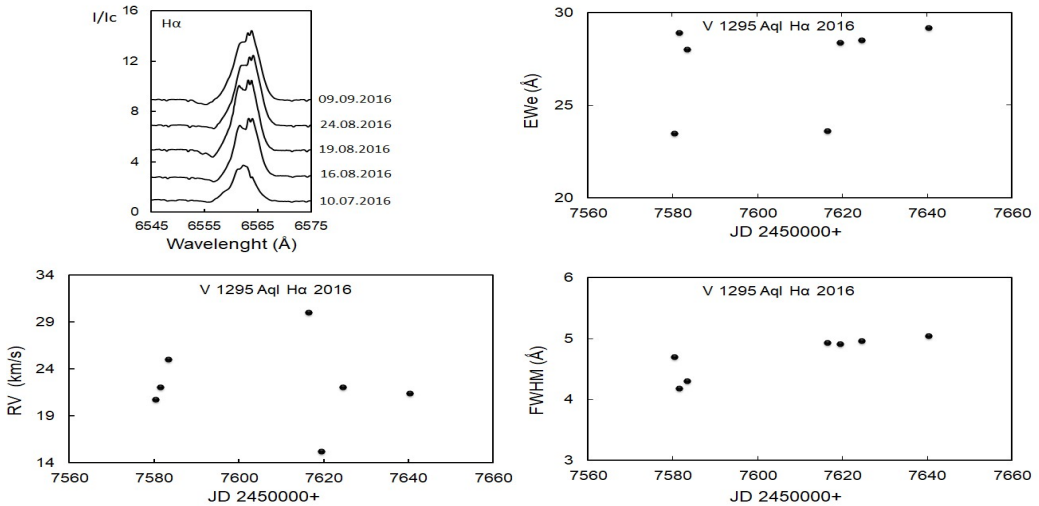 I/Ic
16
Hα
12
09.09.2016
8
24.08.2016
19.08.2016
4
16.08.2016
10.07.2016
0
6545 6555 6565 6575
Wavelenght (Å)
30
V 1295 Aql Hα 2016
EWe (Å)
25
20
7560 7580 7600 7620 7640 7660
JD 2450000+
34
V 1295 Aql Hα 2016
29
RV (km/s)
24
19
14
7560 7580 7600 7620 7640 7660
JD 2450000+
6
V 1295 Aql Hα 2016
5
FWHM (Å)
4
3
7560 7580 7600 7620 7640 7660
JD 2450000+